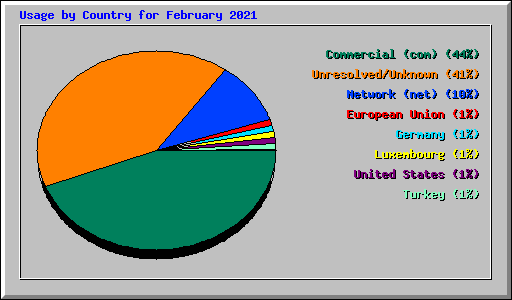 Usage by Country for February 2021
Commercial (com) (44%)
Unresolved/Unknown (41%)
Network (net) (10%)
European Union (1%)
Germany (1%)
Luxembourg (1%)
United States (1%)
Turkey (1%)